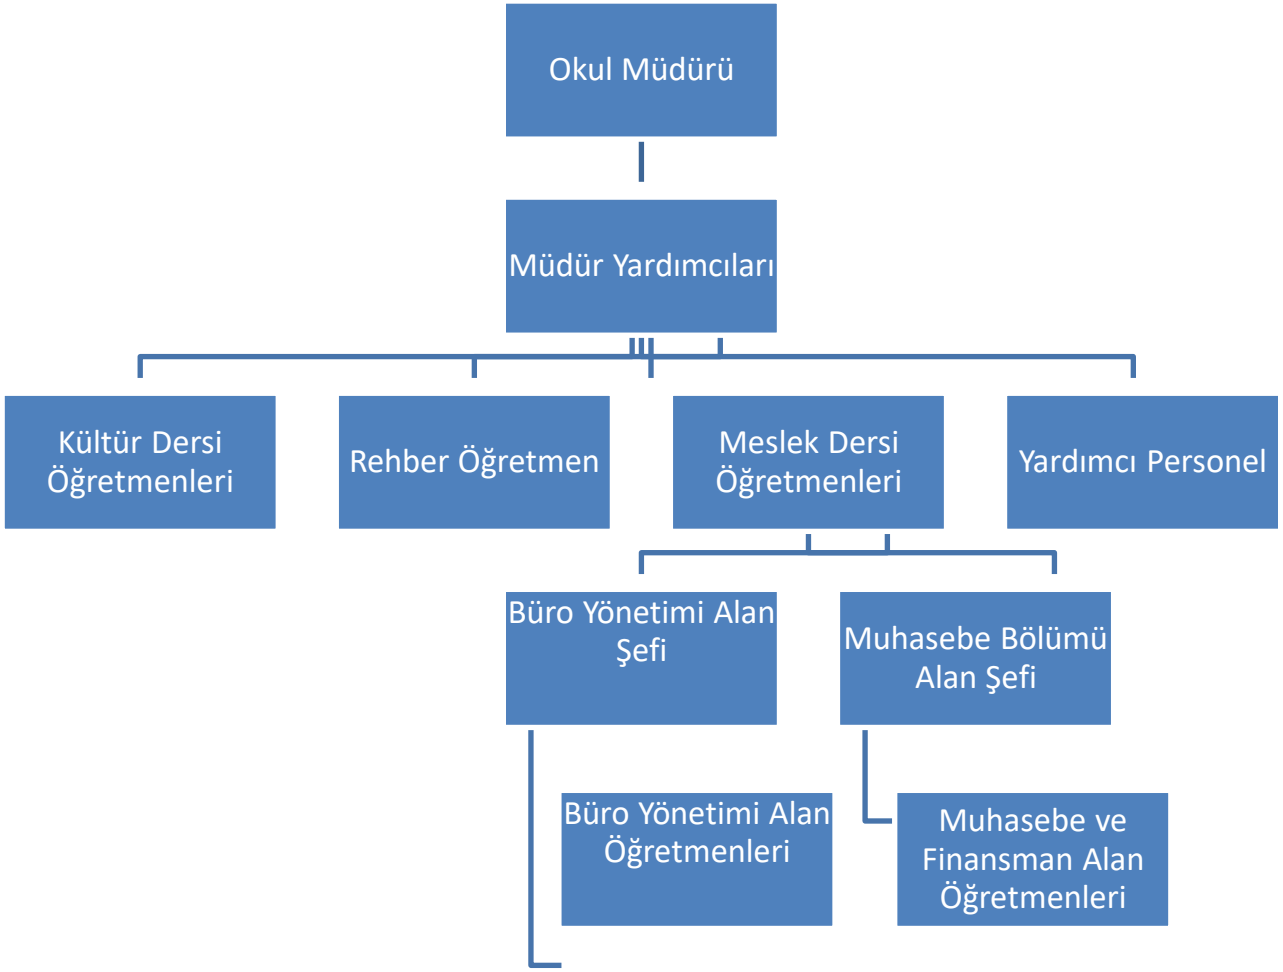 Okul Müdürü
Müdür Yardımcıları
Kültür Dersi
Öğretmenleri
Rehber Öğretmen
Meslek Dersi
Öğretmenleri
Yardımcı Personel
Büro Yönetimi Alan
Şefi
Muhasebe Bölümü
Alan Şefi
Büro Yönetimi Alan
Öğretmenleri
Muhasebe ve
Finansman Alan
Öğretmenleri